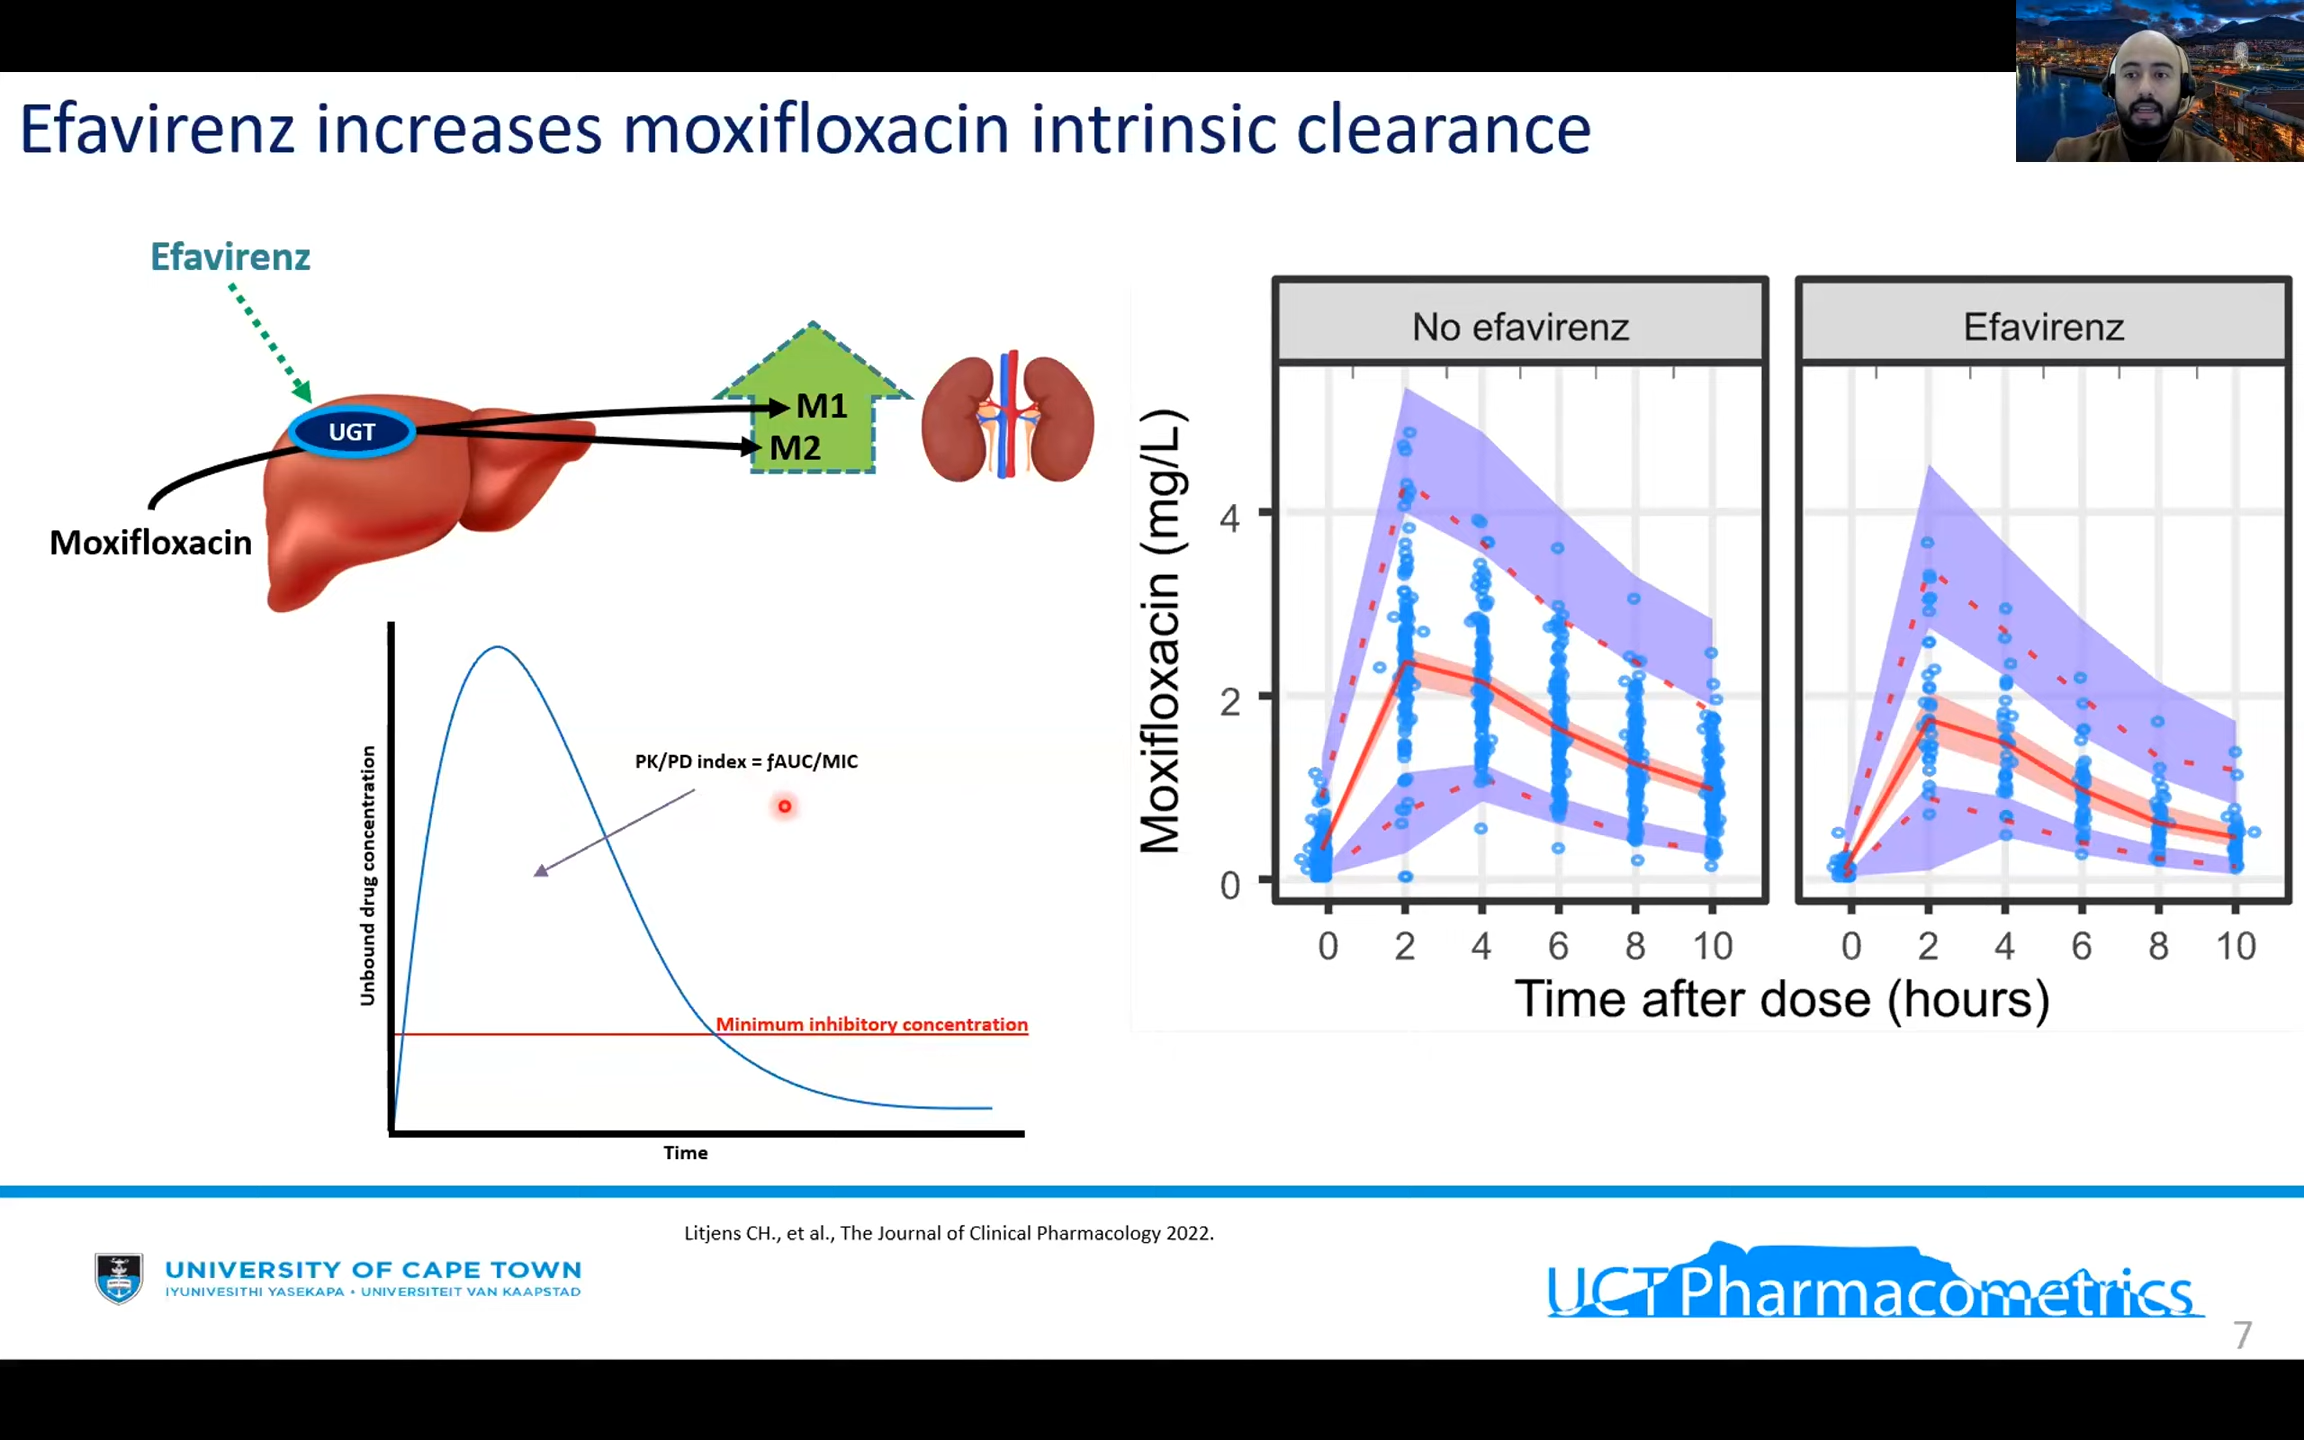 Efavirenz increases moxifloxacin intrinsic clearance
Efavirenz
UGT
M1
M2
Moxifloxacin
Unbound drug concentration
PK/PD index = ƒAUC/MIC
Minimum inhibitory concentration
Time
No efavirenz
Efavirenz
Moxifloxacin (mg/L)
4
2
0
0 2 4 6 8 10
0 2 4 6 8 10
Time after dose (hours)
Litjens CH., et al., The Journal of Clinical Pharmacology 2022.
UNIVERSITY OF CAPE TOWN
IYUNIVESITHI YASEKAPA • UNIVERSITEIT VAN KAAPSTAD
UCT Pharmacometrics
7